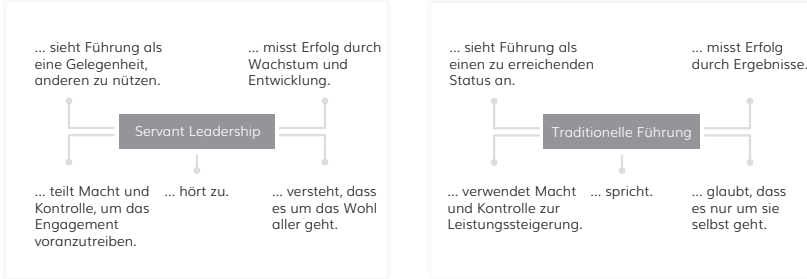 ... sieht Führung als
eine Gelegenheit,
anderen zu nützen.
... misst Erfolg durch
Wachstum und
Entwicklung.
Servant Leadership
... teilt Macht und
Kontrolle, um das
Engagement
voranzutreiben.
... hört zu.
... versteht, dass
es um das Wohl
aller geht.
... sieht Führung als
einen zu erreichenden
Status an.
... misst Erfolg
durch Ergebnisse.
Traditionelle Führung
... verwendet Macht
und Kontrolle zur
Leistungssteigerung.
... spricht.
... glaubt, dass
es nur um sie
selbst geht.